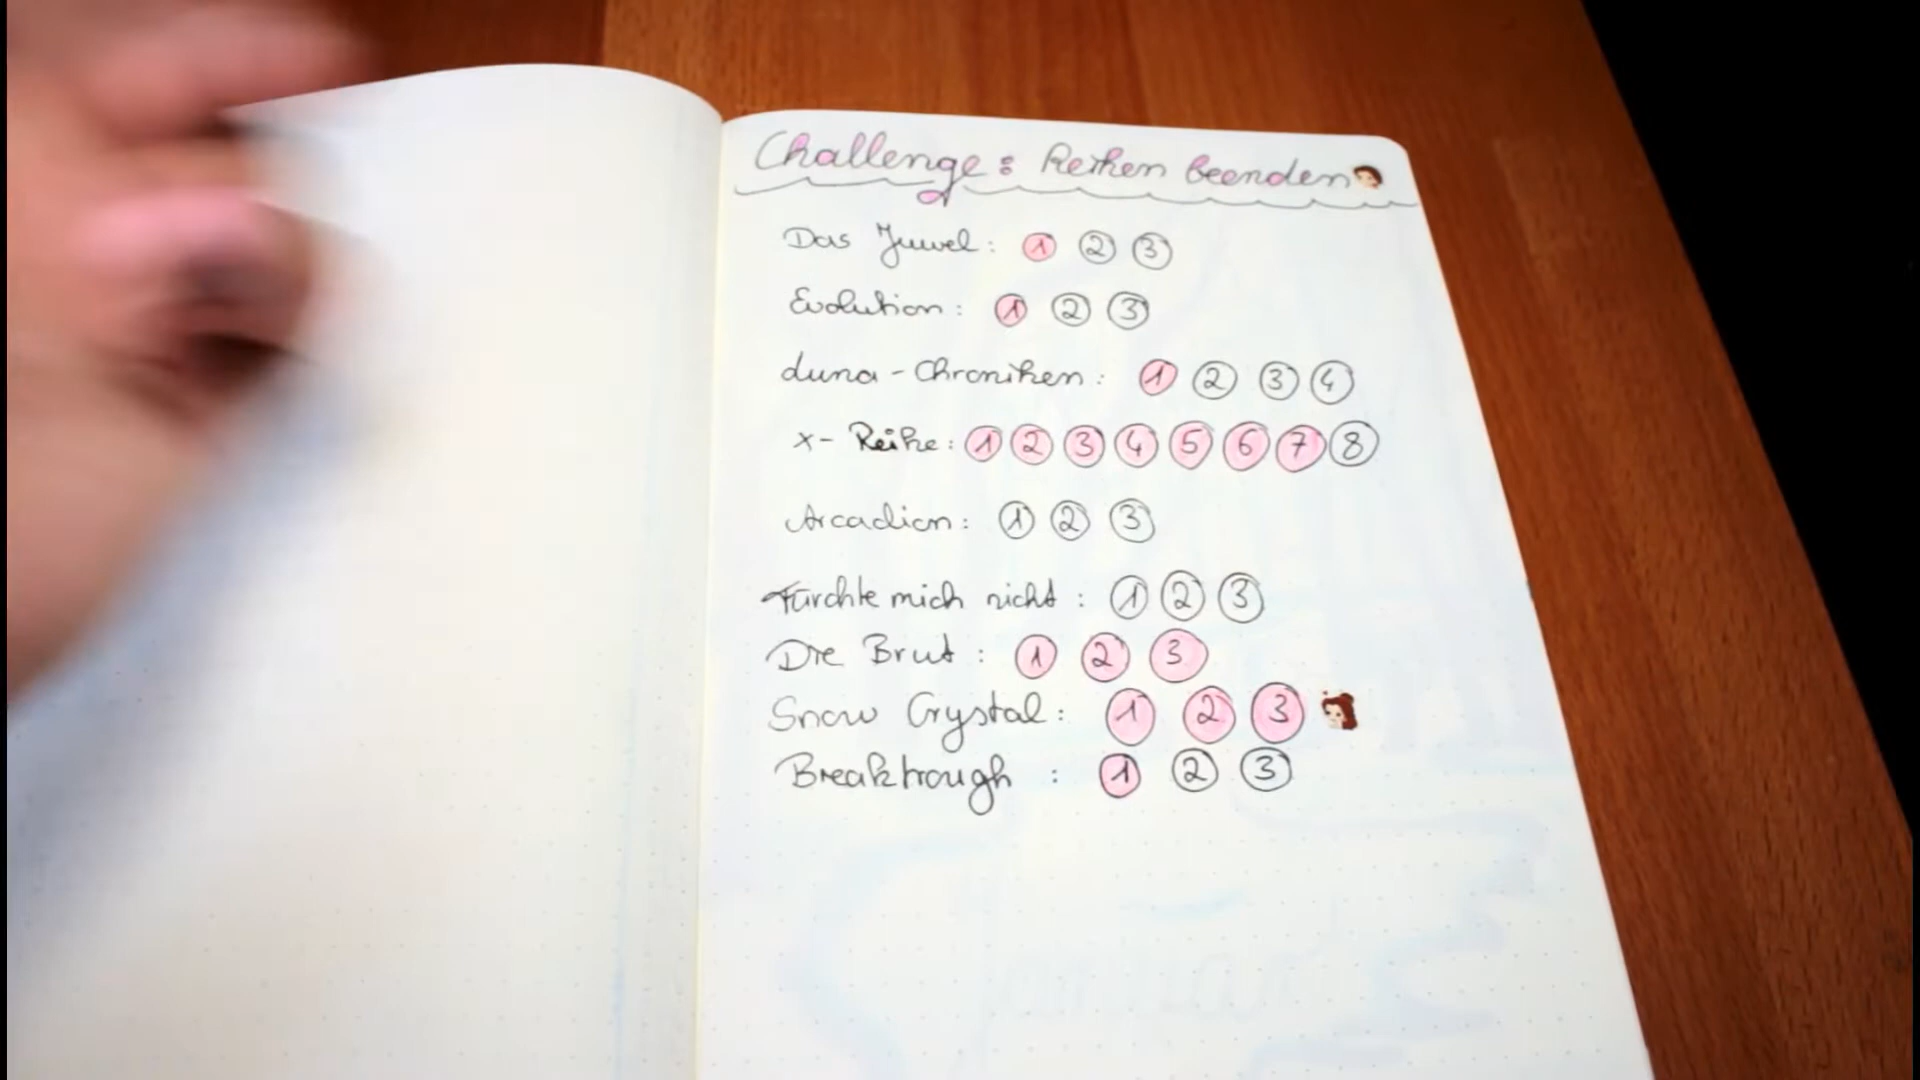 Challenge: Reihen beenden
Das Juwel: 1 2 3
Evolution: 1 2 3
Luna-Chroniken: 1 2 3 4
X-Reihe: 1 2 3 4 5 6 7 8
Arcadian: 1 2 3
Fürchte mich nicht: 1 2 3
Die Brut: 1 2 3
Snow Crystal: 1 2 3
Breaktrough: 1 2 3